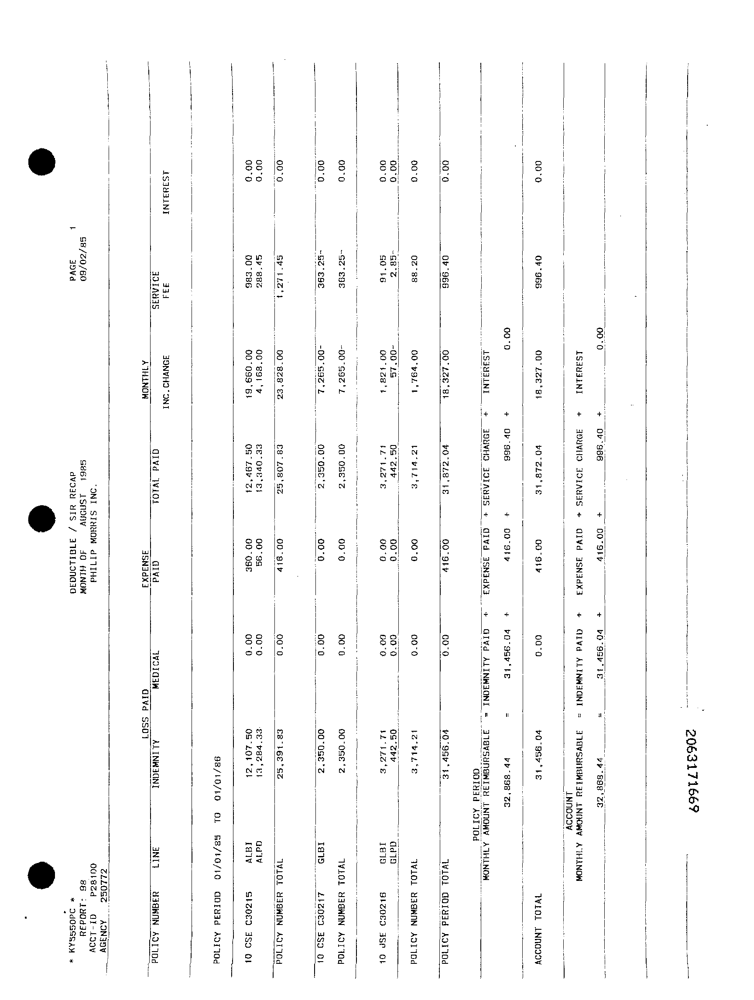 * KY5550PC *
DEDUCTIBLE / SIR RECAP
PAGE 1
REPORT: 98
MONTH OF AUGUST 1985
09/02/85
ACCT-ID P28100
PHILIP MORRIS INC.
AGENCY 250772
LOSS PAID
EXPENSE
MONTHLY
SERVICE
POLICY NUMBER LINE INDEMNITY MEDICAL PAID TOTAL PAID INC.CHANGE FEE INTEREST
POLICY PERIOD 01/01/85 TO 01/01/86
10 CSE C30215 ALBI 12,107.50 0.00 360.00 12,467.50 19,660.00 983.00 0.00
ALPD 13,284.33 0.00 56.00 13,340.33 4,168.00 288.45 0.00
POLICY NUMBER TOTAL 25,391.83 0.00 416.00 25,807.83 23,828.00 1,271.45 0.00
10 CSE C30217 GLBI 2,350.00 0.00 0.00 2,350.00 7,265.00- 363.25- 0.00
POLICY NUMBER TOTAL 2,350.00 0.00 0.00 2,350.00 7,265.00- 363.25- 0.00
10 JSE C30216 GLBI 3,271.71 0.00 0.00 3,271.71 1,821.00 91.05 0.00
GLPD 442.50 0.00 0.00 442.50 57.00- 2.85- 0.00
POLICY NUMBER TOTAL 3,714.21 0.00 0.00 3,714.21 1,764.00 88.20 0.00
POLICY PERIOD TOTAL 31,456.04 0.00 416.00 31,872.04 18,327.00 996.40 0.00
POLICY PERIOD
MONTHLY AMOUNT REIMBURSABLE = INDEMNITY PAID + EXPENSE PAID + SERVICE CHARGE + INTEREST
32,868.44 = 31,456.04 + 416.00 + 996.40 + 0.00
ACCOUNT TOTAL 31,456.04 0.00 416.00 31,872.04 18,327.00 996.40 0.00
ACCOUNT
MONTHLY AMOUNT REIMBURSABLE = INDEMNITY PAID + EXPENSE PAID + SERVICE CHARGE + INTEREST
32,868.44 = 31,456.04 + 416.00 + 996.40 + 0.00
2063171669